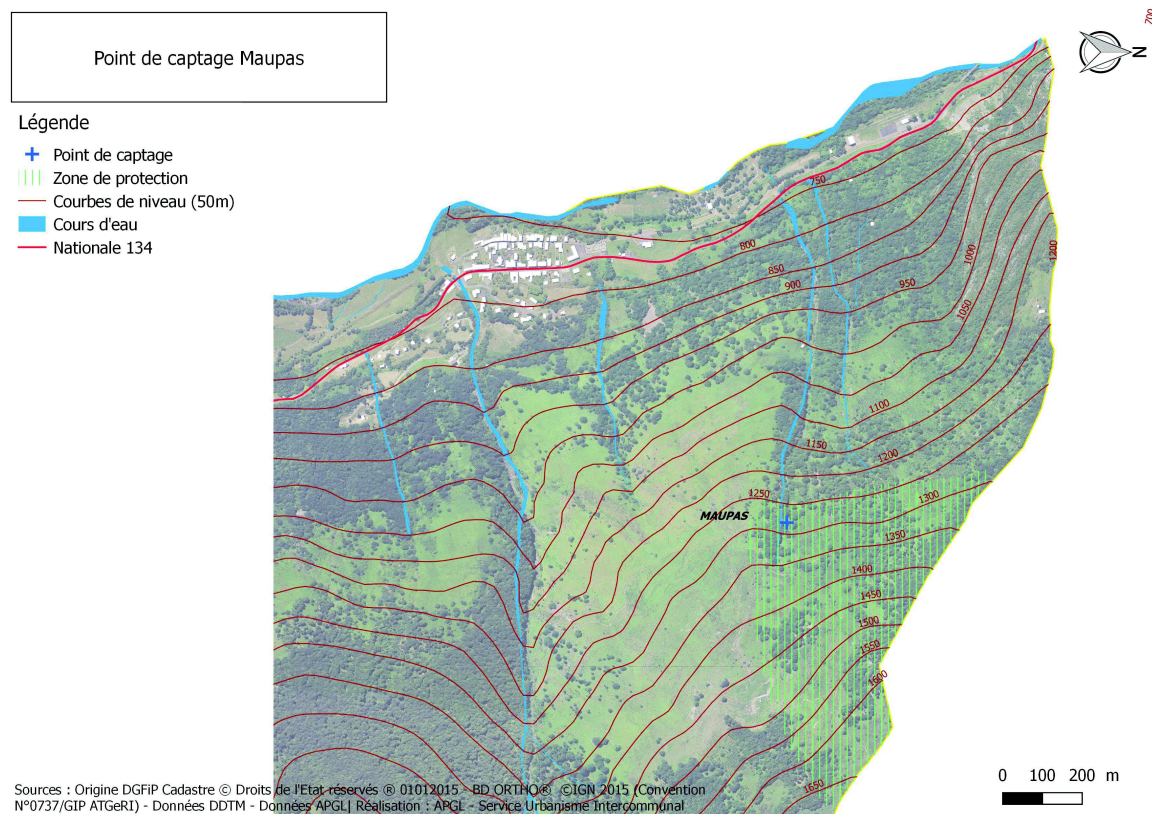 Point de captage Maupas
700
N
Légende
Point de captage
Zone de protection
Courbes de niveau (50m)
Cours d'eau
Nationale 134
750
800
850
900
950
1000
1050
1200
1100
1150
1200
1250
1300
MAUPAS
1350
1400
1450
1500
1550
1600
1650
0 100 200 m
Sources : Origine DGFiP Cadastre © Droits de l'Etat réservés ® 01012015 - BD ORTHO® ©IGN 2015 (Convention
N°0737/GIP ATGeRI) - Données DDTM - Données APGL| Réalisation : APGL - Service Urbanisme Intercommunal